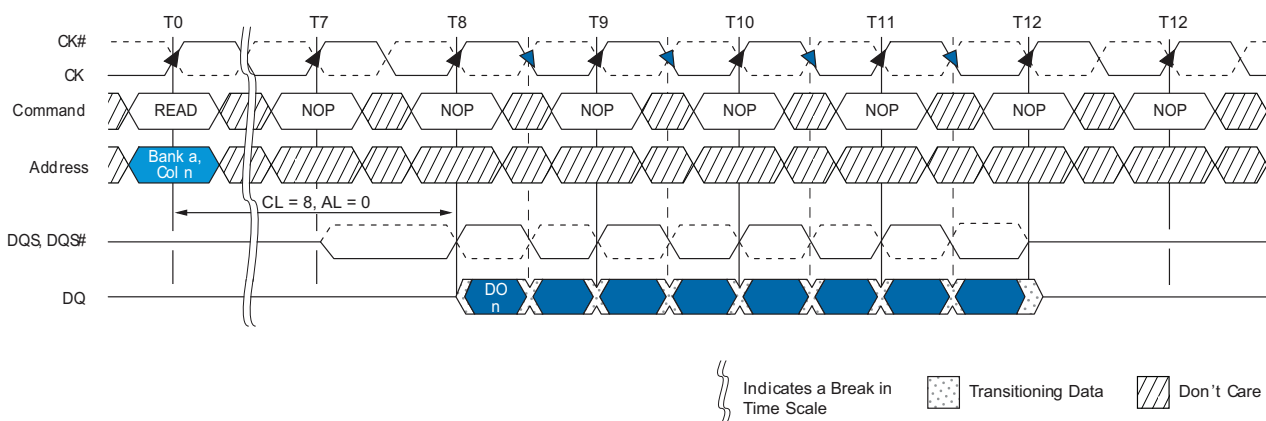 T0 T7 T8 T9 T10 T11 T12 T12
CK#
CK
Command READ NOP NOP NOP NOP NOP NOP NOP
Address Bank a,
Col n
CL = 8, AL = 0
DQS, DQS#
DQ DO
n
Indicates a Break in
Time Scale
Transitioning Data
Don't Care